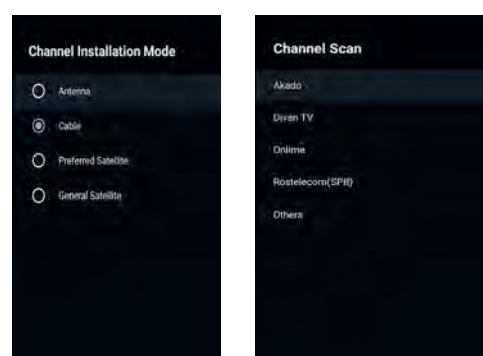 Channel Installation Mode
Antenna
Cable
Preferred Satellite
General Satellite
Channel Scan
Akado
Divan TV
Onlime
Rostelecom(SPB)
Others